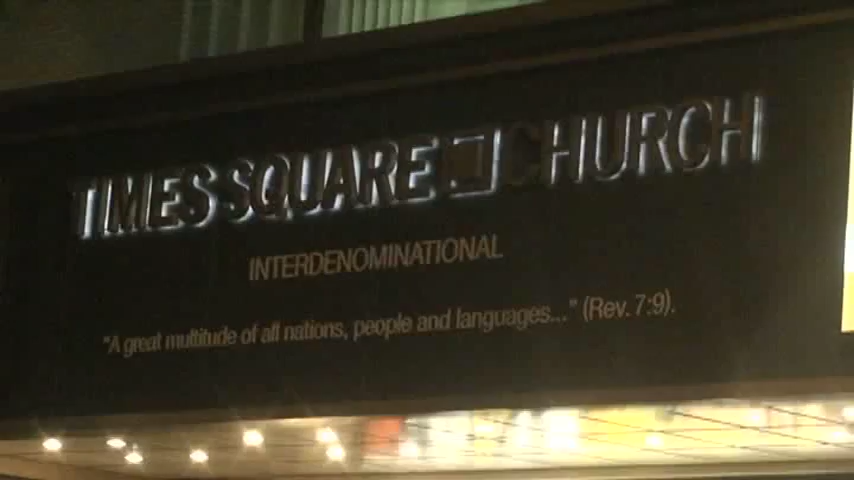 TIMES SQUARE CHURCH
INTERDENOMINATIONAL
"A great multitude of all nations, people and languages..." (Rev. 7:9).